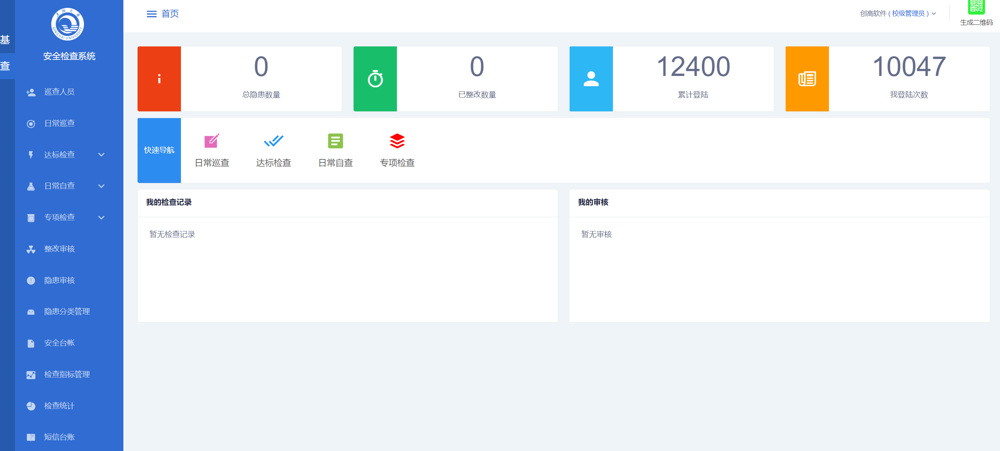 基
查
QINGHAI UNIVERSITY
安全检查系统
巡查人员
日常巡查
达标检查
日常自查
专项检查
整改审核
隐患审核
隐患分类管理
安全台帐
检查指标管理
检查统计
短信台账
首页
创高软件 ( 校级管理员 )
生成二维码
0
总隐患数量
0
已整改数量
12400
累计登陆
10047
我登陆次数
快速导航
日常巡查
达标检查
日常自查
专项检查
我的检查记录
暂无检查记录
我的审核
暂无审核